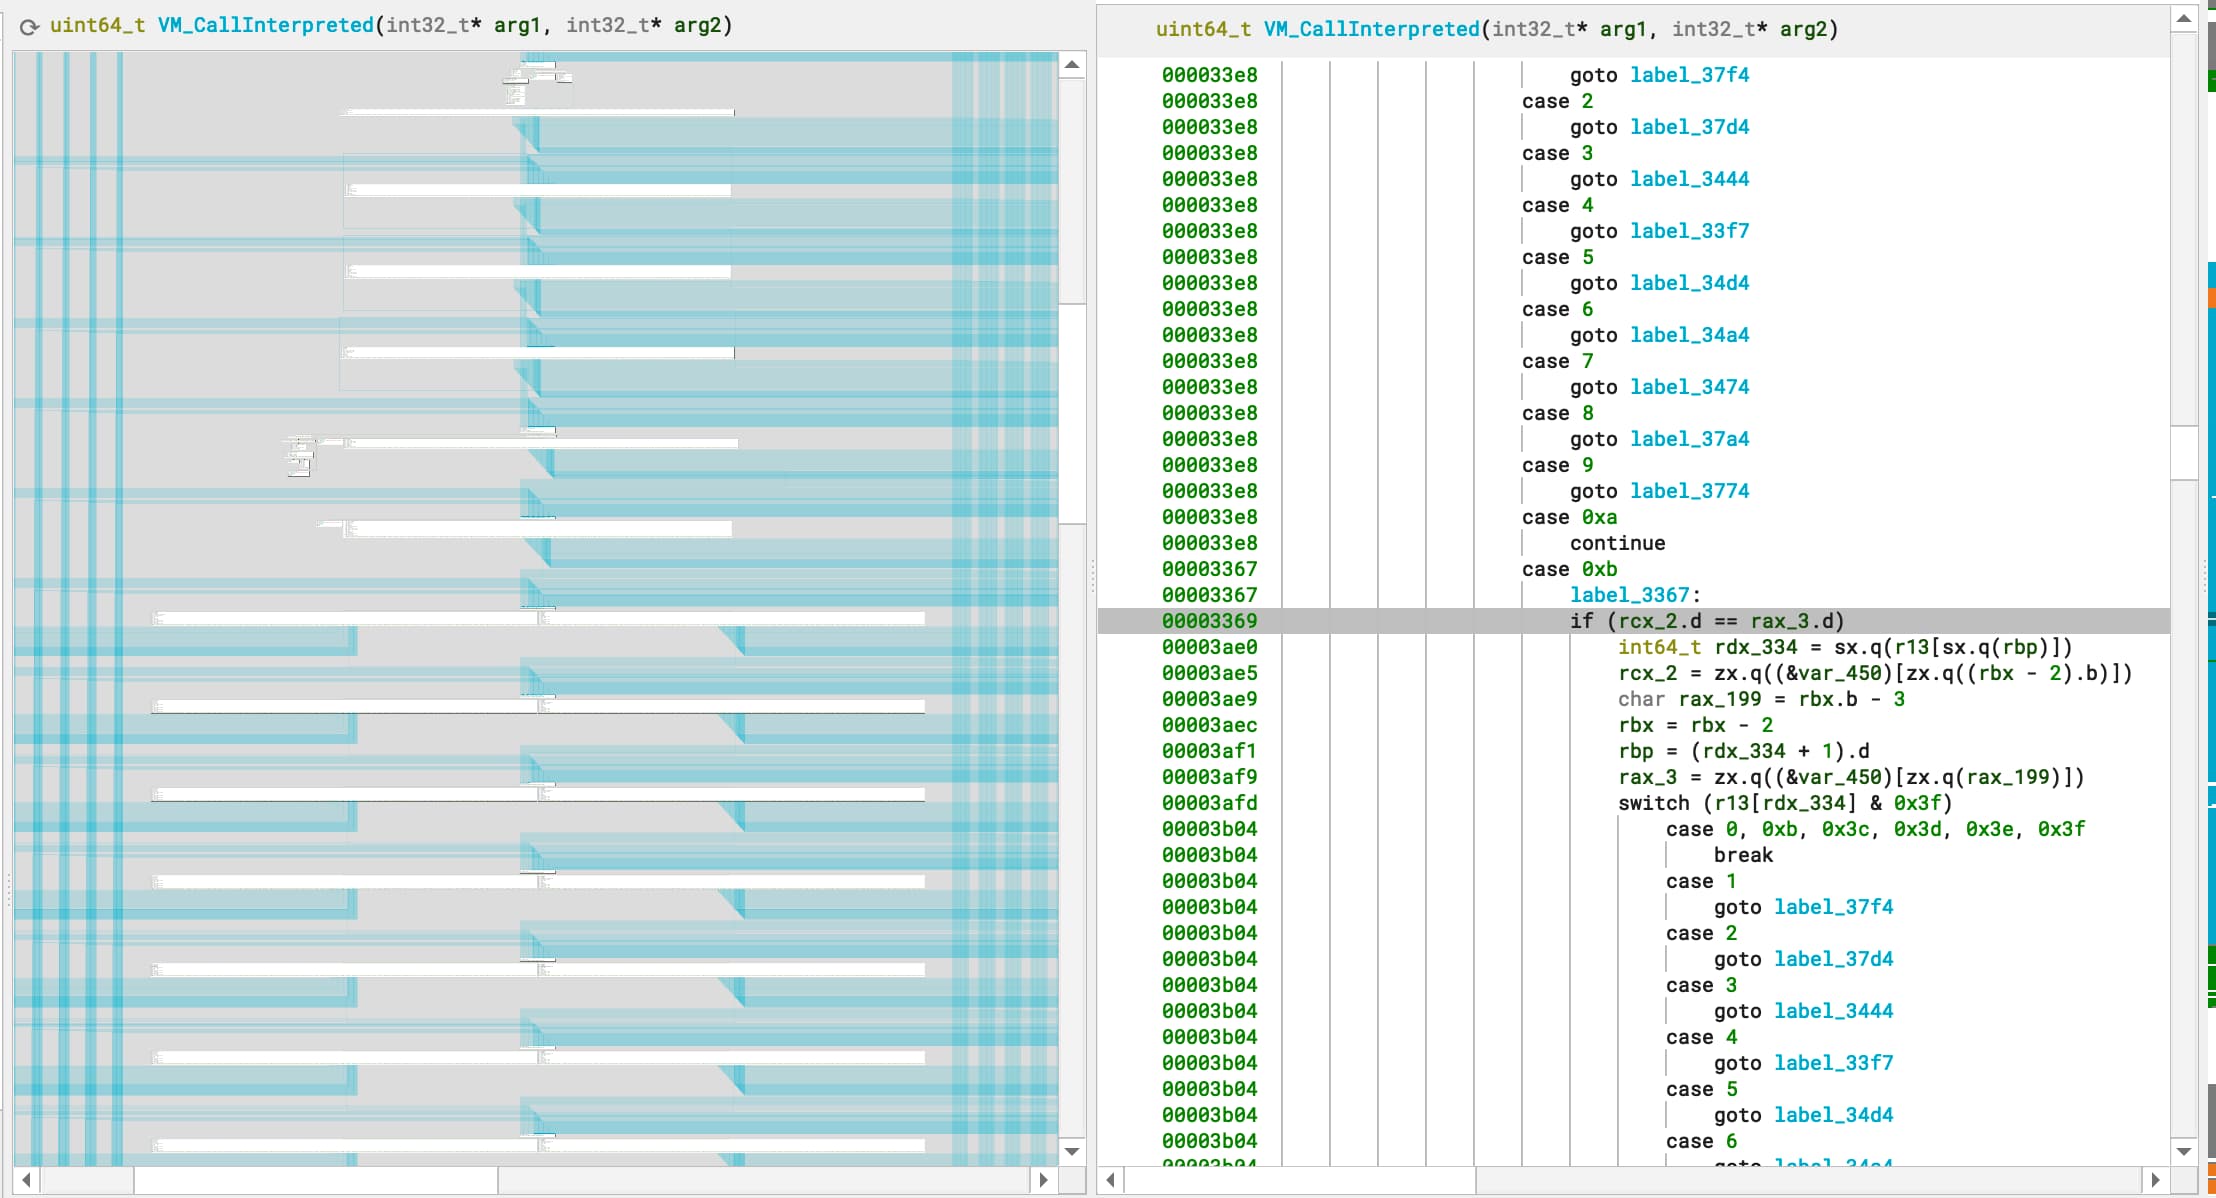 uint64_t VM_CallInterpreted(int32_t* arg1, int32_t* arg2)
uint64_t VM_CallInterpreted(int32_t* arg1, int32_t* arg2)
000033e8 goto label_37f4
000033e8 case 2
000033e8 goto label_37d4
000033e8 case 3
000033e8 goto label_3444
000033e8 case 4
000033e8 goto label_33f7
000033e8 case 5
000033e8 goto label_34d4
000033e8 case 6
000033e8 goto label_34a4
000033e8 case 7
000033e8 goto label_3474
000033e8 case 8
000033e8 goto label_37a4
000033e8 case 9
000033e8 goto label_3774
000033e8 case 0xa
000033e8 continue
00003367 case 0xb
00003367 label_3367:
00003369 if (rcx_2.d == rax_3.d)
00003ae0 int64_t rdx_334 = sx.q(r13[sx.q(rbp)])
00003ae5 rcx_2 = zx.q((&var_450)[zx.q((rbx - 2).b)])
00003ae9 char rax_199 = rbx.b - 3
00003aec rbx = rbx - 2
00003af1 rbp = (rdx_334 + 1).d
00003af9 rax_3 = zx.q((&var_450)[zx.q(rax_199)])
00003afd switch (r13[rdx_334] & 0x3f)
00003b04 case 0, 0xb, 0x3c, 0x3d, 0x3e, 0x3f
00003b04 break
00003b04 case 1
00003b04 goto label_37f4
00003b04 case 2
00003b04 goto label_37d4
00003b04 case 3
00003b04 goto label_3444
00003b04 case 4
00003b04 goto label_33f7
00003b04 case 5
00003b04 goto label_34d4
00003b04 case 6
00003b04 goto label_34a4